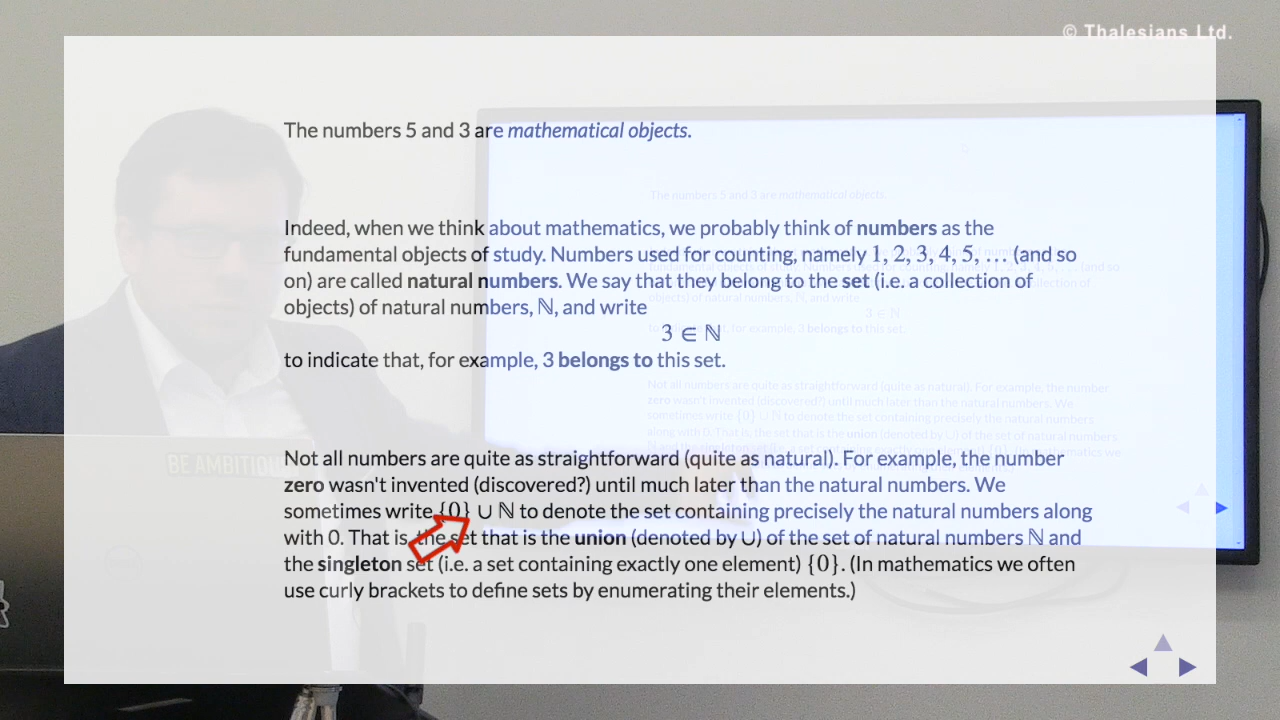 © Thalesians Ltd.
The numbers 5 and 3 are mathematical objects.
Indeed, when we think about mathematics, we probably think of numbers as the
fundamental objects of study. Numbers used for counting, namely 1, 2, 3, 4, 5, … (and so
on) are called natural numbers. We say that they belong to the set (i.e. a collection of
objects) of natural numbers, ℕ, and write
3 ∈ ℕ
to indicate that, for example, 3 belongs to this set.
Not all numbers are quite as straightforward (quite as natural). For example, the number
zero wasn't invented (discovered?) until much later than the natural numbers. We
sometimes write {0} ∪ ℕ to denote the set containing precisely the natural numbers along
with 0. That is, the set that is the union (denoted by ∪) of the set of natural numbers ℕ and
the singleton set (i.e. a set containing exactly one element) {0}. (In mathematics we often
use curly brackets to define sets by enumerating their elements.)
BE AMBITIOUS